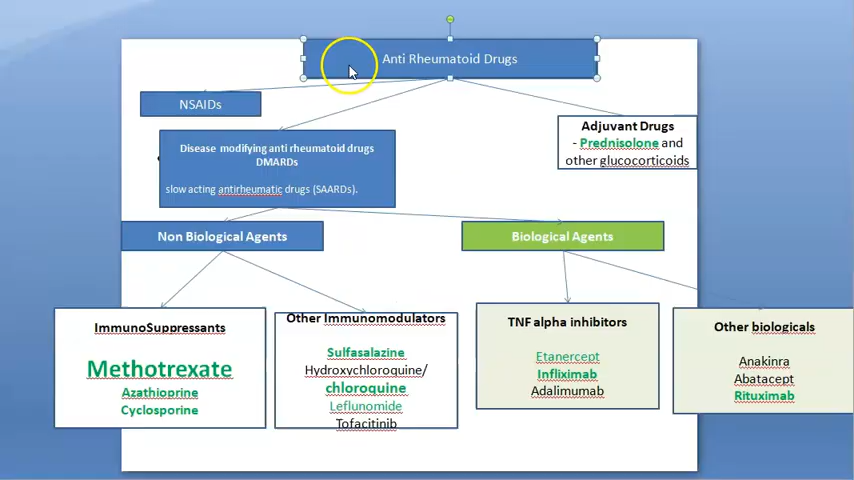 Anti Rheumatoid Drugs
NSAIDs
Adjuvant Drugs
- Prednisolone and
other glucocorticoids
Disease modifying anti rheumatoid drugs
DMARDs
slow acting antirheumatic drugs (SAARDs).
Non Biological Agents
Biological Agents
ImmunoSuppressants
Methotrexate
Azathioprine
Cyclosporine
Other Immunomodulators
Sulfasalazine
Hydroxychloroquine/
chloroquine
Leflunomide
Tofacitinib
TNF alpha inhibitors
Etanercept
Infliximab
Adalimumab
Other biologicals
Anakinra
Abatacept
Rituximab